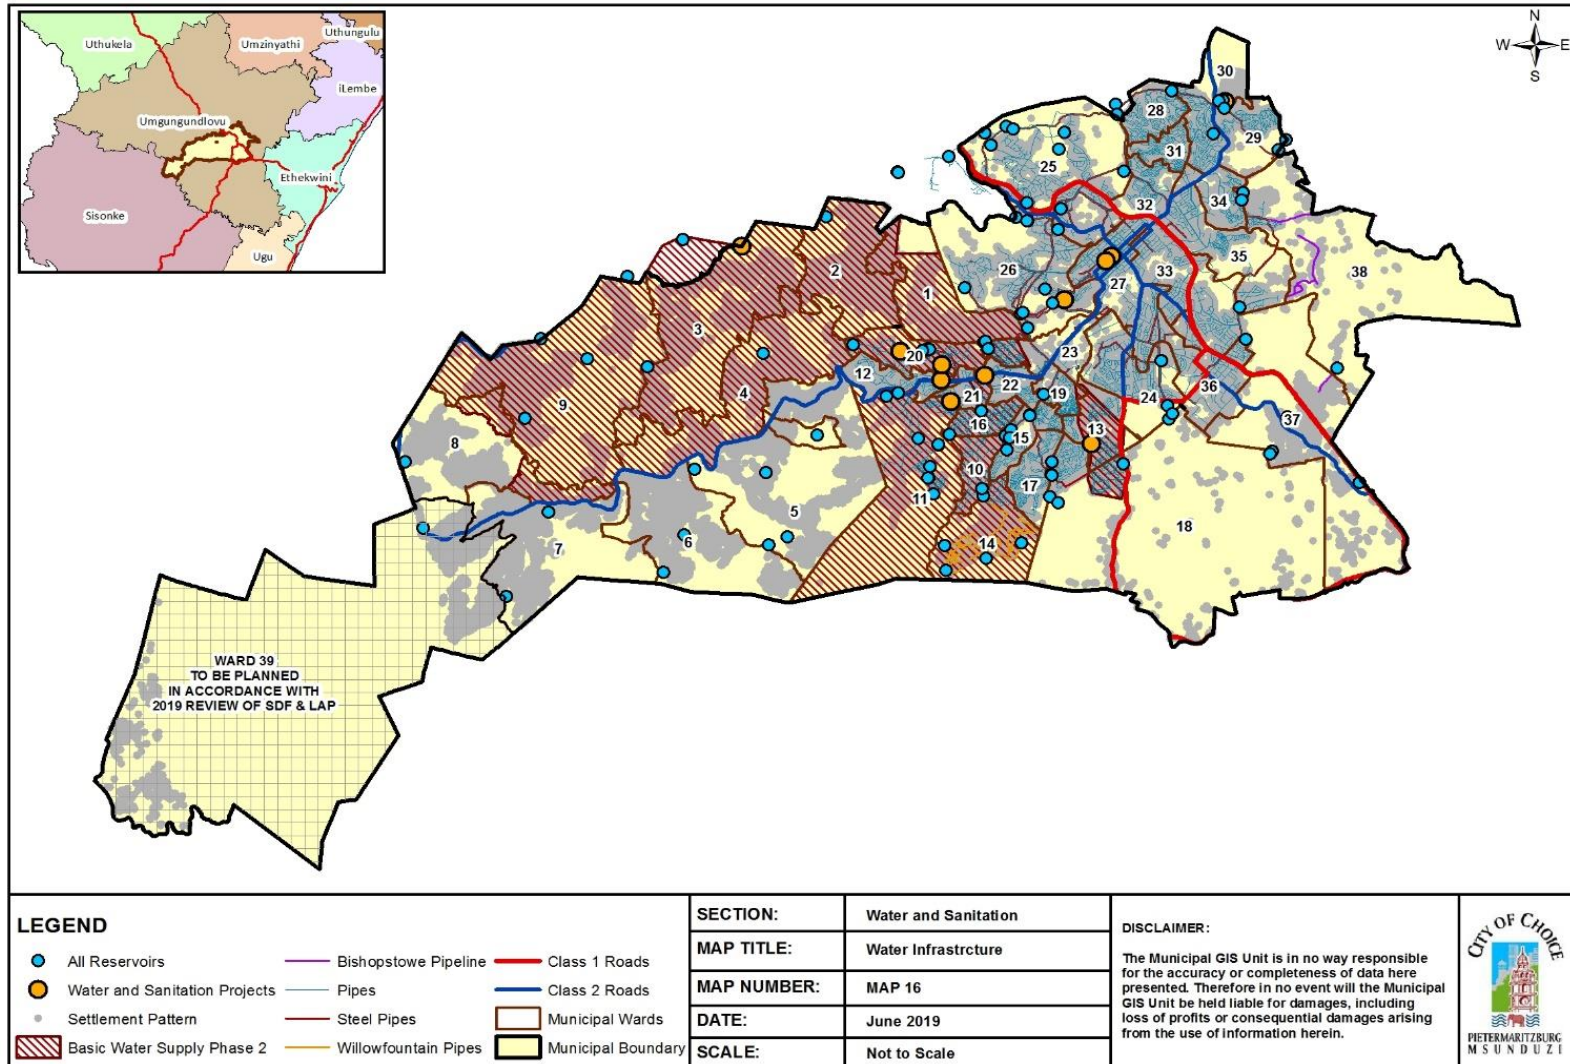 Uthukela
Umzinyathi
Uthungulu
iLembe
Umgungundlovu
Ethekwini
Sisonke
Ugu
N
W E
S
30
28
29
31
25
34
32
35
38
26
33
27
2
1
3
23
20
12
22
4
36
9
21
19
24
37
16
13
15
8
10
17
11
5
18
7
6
14
WARD 39
TO BE PLANNED
IN ACCORDANCE WITH
2019 REVIEW OF SDF & LAP
LEGEND
All Reservoirs
Water and Sanitation Projects
Settlement Pattern
Basic Water Supply Phase 2
Bishopstowe Pipeline
Pipes
Steel Pipes
Willowfountain Pipes
Class 1 Roads
Class 2 Roads
Municipal Wards
Municipal Boundary
SECTION: Water and Sanitation
MAP TITLE: Water Infrastrcture
MAP NUMBER: MAP 16
DATE: June 2019
SCALE: Not to Scale
DISCLAIMER:
The Municipal GIS Unit is in no way responsible
for the accuracy or completeness of data here
presented. Therefore in no event will the Municipal
GIS Unit be held liable for damages, including
loss of profits or consequential damages arising
from the use of information herein.
CITY OF CHOICE
PIETERMARITZBURG
MSUNDUZI